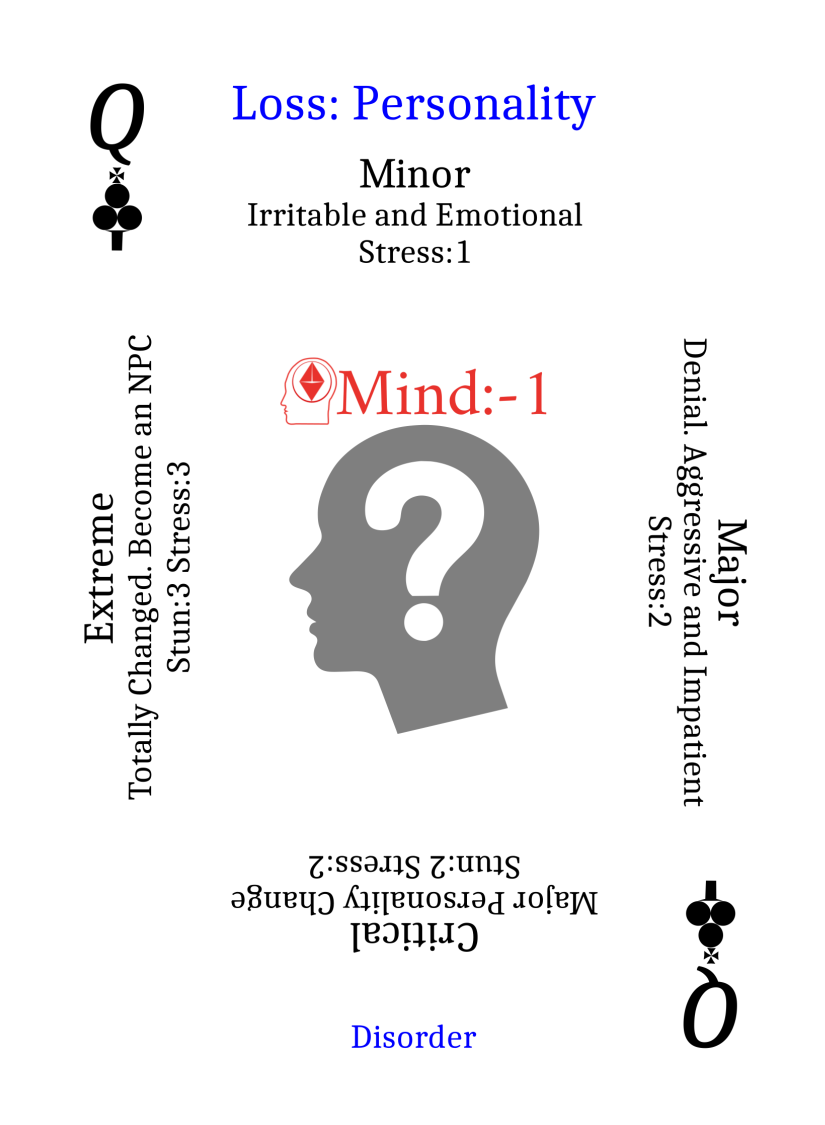 Q
Loss: Personality
Minor
Irritable and Emotional
Stress:1
Mind:-1
Extreme
Totally Changed. Become an NPC
Stun:3 Stress:3
Major
Denial. Aggressive and Impatient
Stress:2
?
Critical
Major Personality Change
Stun:2 Stress:2
Q
Disorder